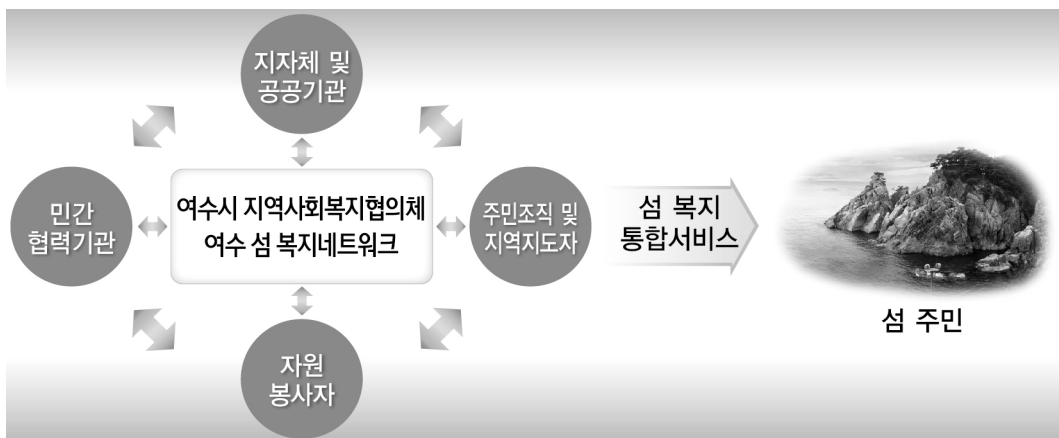 지자체 및
공공기관
민간
협력기관
여수시 지역사회복지협의체
여수 섬 복지네트워크
주민조직 및
지역지도자
자원
봉사자
섬 복지
통합서비스
섬 주민